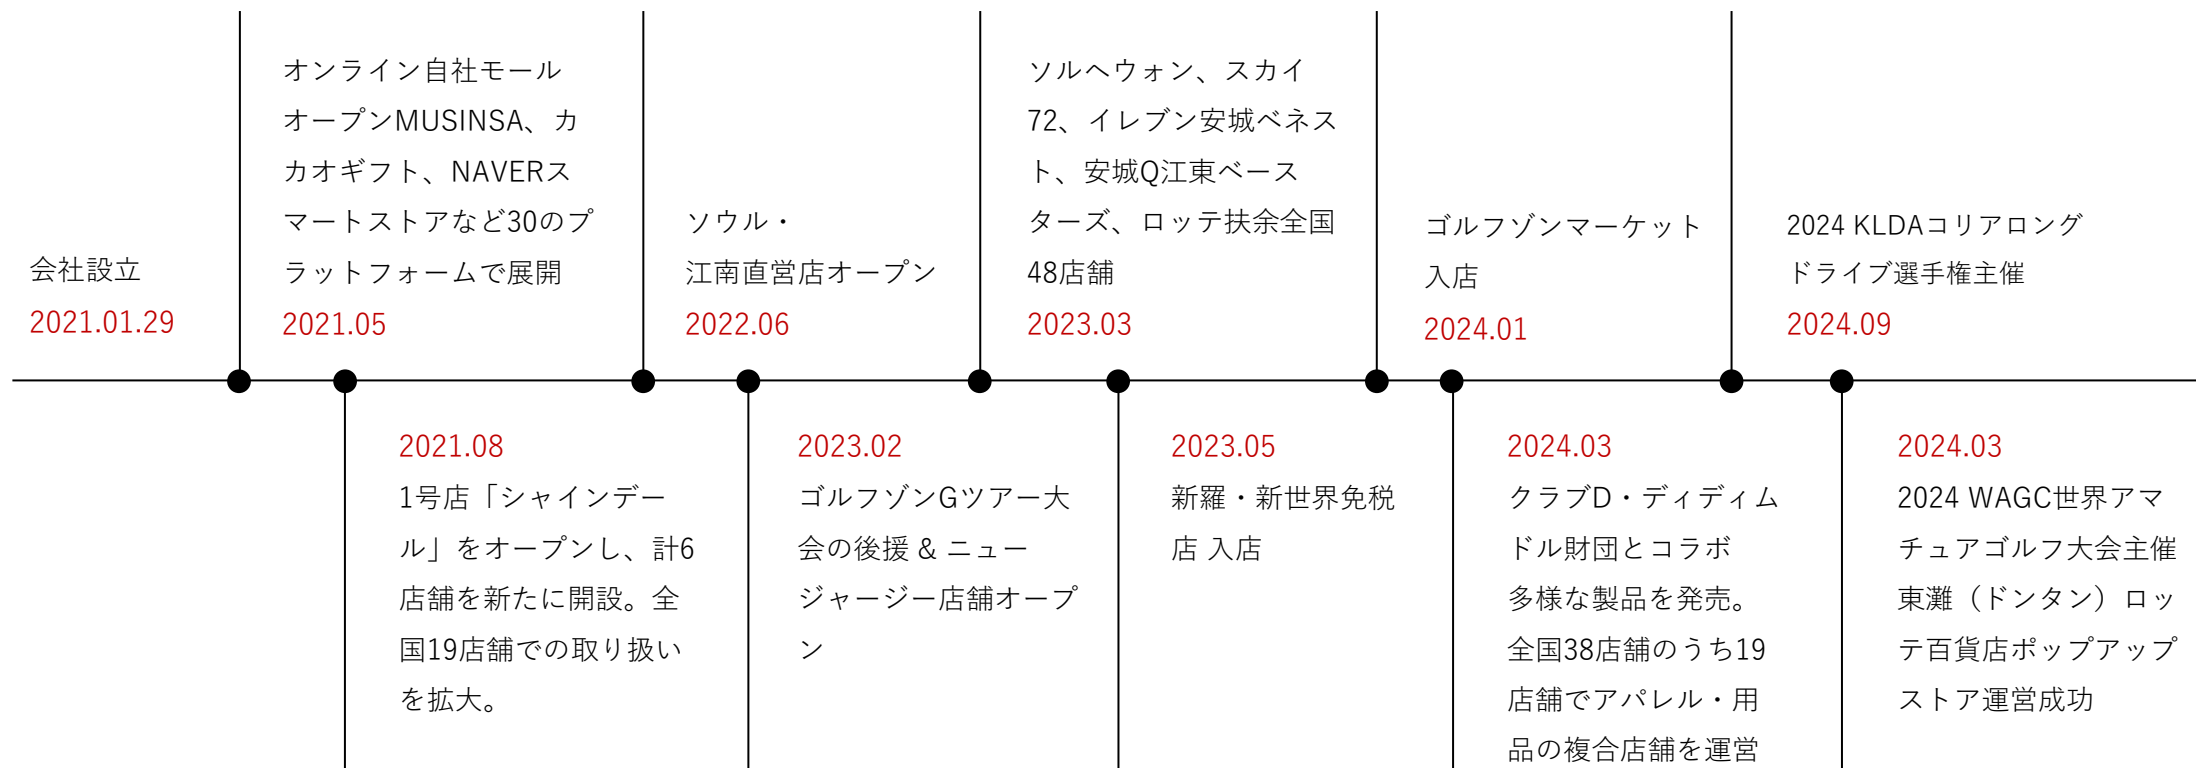 会社設立
2021.01.29
オンライン自社モール
オープンMUSINSA、カ
カオギフト、NAVERス
マートストアなど30のプ
ラットフォームで展開
2021.05
ソウル・
江南直営店オープン
2022.06
ソルヘウォン、スカイ
72、イレブン安城ベネス
ト、安城Q江東ベース
ターズ、ロッテ扶余全国
48店舗
2023.03
ゴルフゾンマーケット
入店
2024.01
2024 KLDAコリアロング
ドライブ選手権主催
2024.09
2021.08
1号店「シャインデー
ル」をオープンし、計6
店舗を新たに開設。全
国19店舗での取り扱い
を拡大。
2023.02
ゴルフゾンGツアー大
会の後援 & ニュー
ジャージー店舗オープ
ン
2023.05
新羅・新世界免税
店 入店
2024.03
クラブD・ディディム
ドル財団とコラボ
多様な製品を発売。
全国38店舗のうち19
店舗でアパレル・用
品の複合店舗を運営
2024.03
2024 WAGC世界アマ
チュアゴルフ大会主催
東灘（ドンタン）ロッ
テ百貨店ポップアップ
ストア運営成功